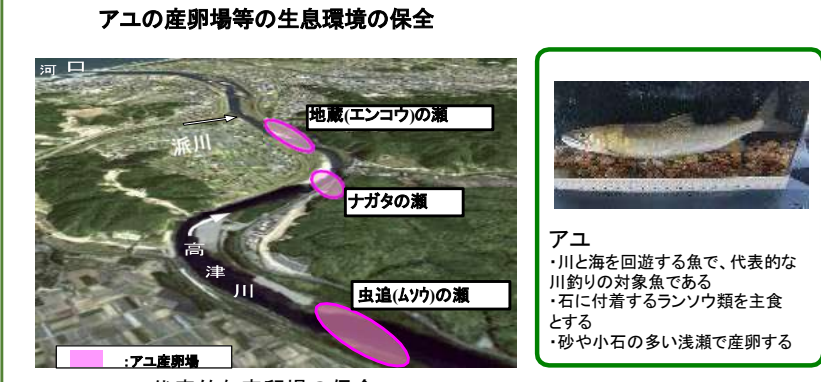 アユの産卵場等の生息環境の保全
河 口
地蔵(エンコウ)の瀬
派川
ナガタの瀬
高津川
虫追(ムソウ)の瀬
:アユ産卵場
アユ
・川と海を回遊する魚で、代表的な
川釣りの対象魚である
・石に付着するランソウ類を主食
とする
・砂や小石の多い浅瀬で産卵する